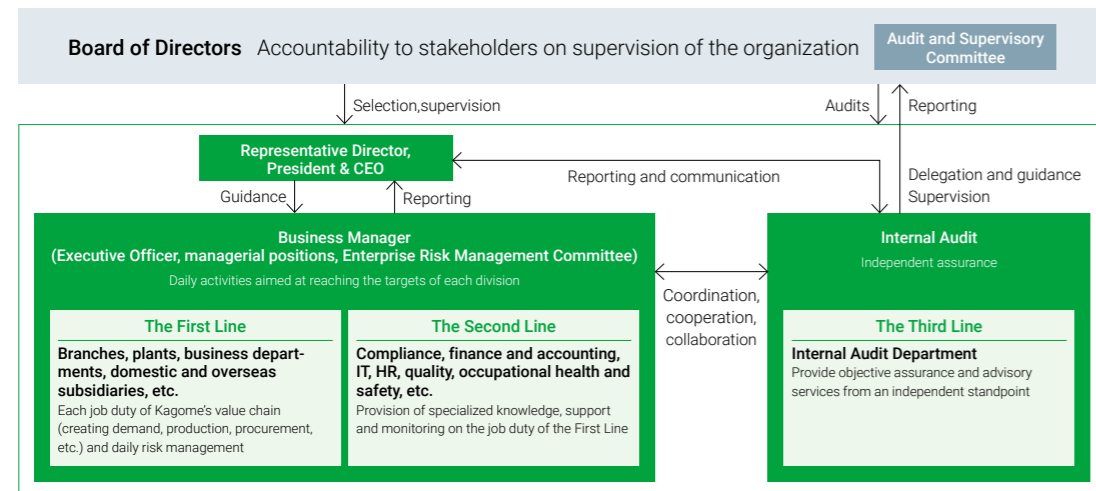 Board of Directors Accountability to stakeholders on supervision of the organization
Audit and Supervisory
Committee
Selection,supervision
Audits
Reporting
Representative Director,
President & CEO
Reporting and communication
Delegation and guidance
Supervision
Guidance
Reporting
Business Manager
(Executive Officer, managerial positions, Enterprise Risk Management Committee)
Daily activities aimed at reaching the targets of each division
The First Line
Branches, plants, business depart-
ments, domestic and overseas
subsidiaries, etc.
Each job duty of Kagome's value chain
(creating demand, production, procurement,
etc.) and daily risk management
The Second Line
Compliance, finance and accounting,
IT, HR, quality, occupational health and
safety, etc.
Provision of specialized knowledge, support
and monitoring on the job duty of the First Line
Coordination,
cooperation,
collaboration
Internal Audit
Independent assurance
The Third Line
Internal Audit Department
Provide objective assurance and advisory
services from an independent standpoint